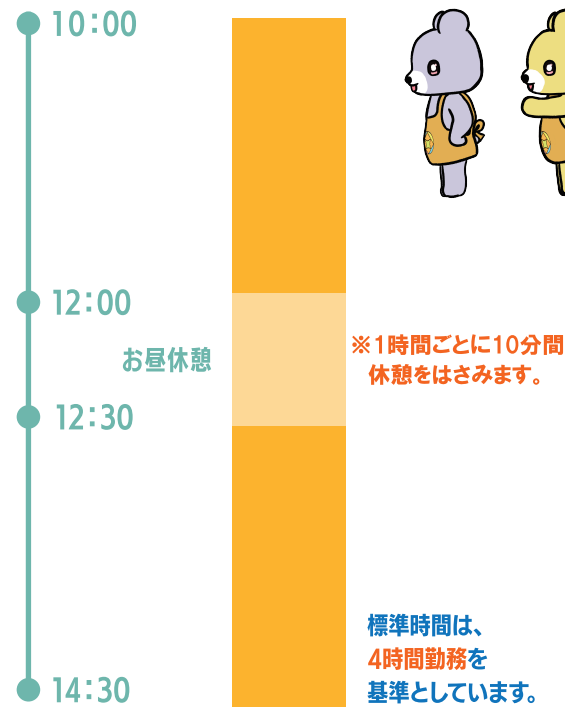 10：00
12：00
お昼休憩
※1時間ごとに10分間
休憩をはさみます。
12：30
標準時間は、
4時間勤務を
基準としています。
14：30